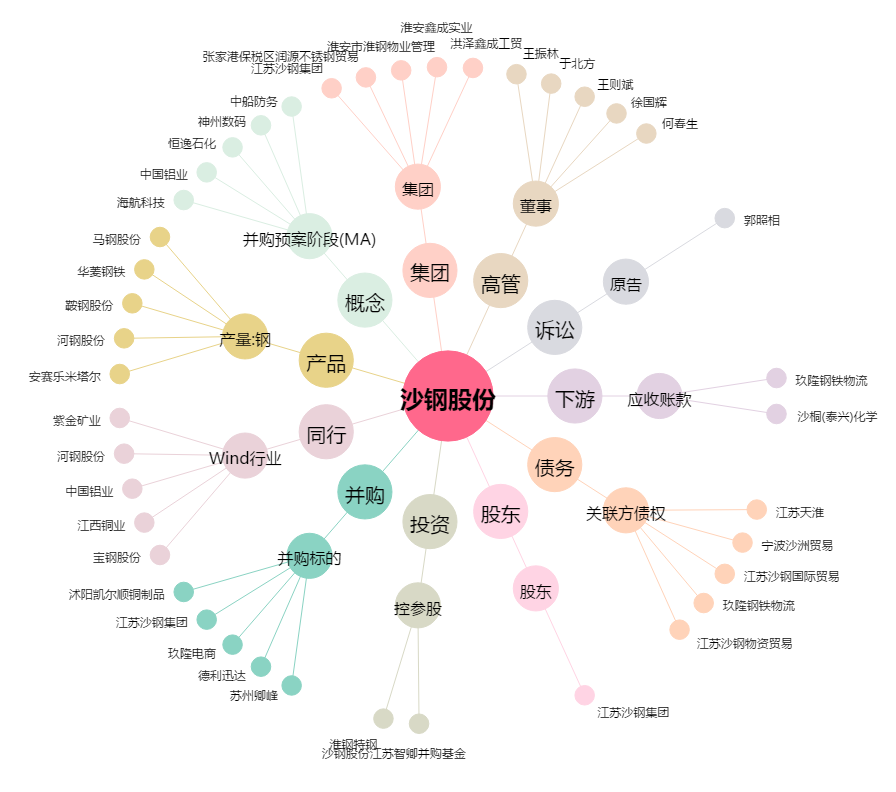 淮安鑫成实业
淮安市淮钢物业管理
洪泽鑫成工贸
张家港保税区润源不锈钢贸易
江苏沙钢集团
集团
集团
王振林
于北方
王则斌
徐国辉
何春生
董事
高管
郭照相
原告
诉讼
玖隆钢铁物流
沙桐(泰兴)化学
应收账款
下游
江苏天淮
宁波沙洲贸易
江苏沙钢国际贸易
玖隆钢铁物流
江苏沙钢物资贸易
关联方债权
债务
江苏沙钢集团
股东
股东
淮钢特钢
沙钢股份江苏智卿并购基金
控参股
投资
沭阳凯尔顺铜制品
江苏沙钢集团
玖隆电商
德利迅达
苏州卿峰
并购标的
并购
紫金矿业
河钢股份
中国铝业
江西铜业
宝钢股份
Wind行业
同行
马钢股份
华菱钢铁
鞍钢股份
河钢股份
安赛乐米塔尔
产量:钢
产品
中船防务
神州数码
恒逸石化
中国铝业
海航科技
并购预案阶段(MA)
概念
沙钢股份